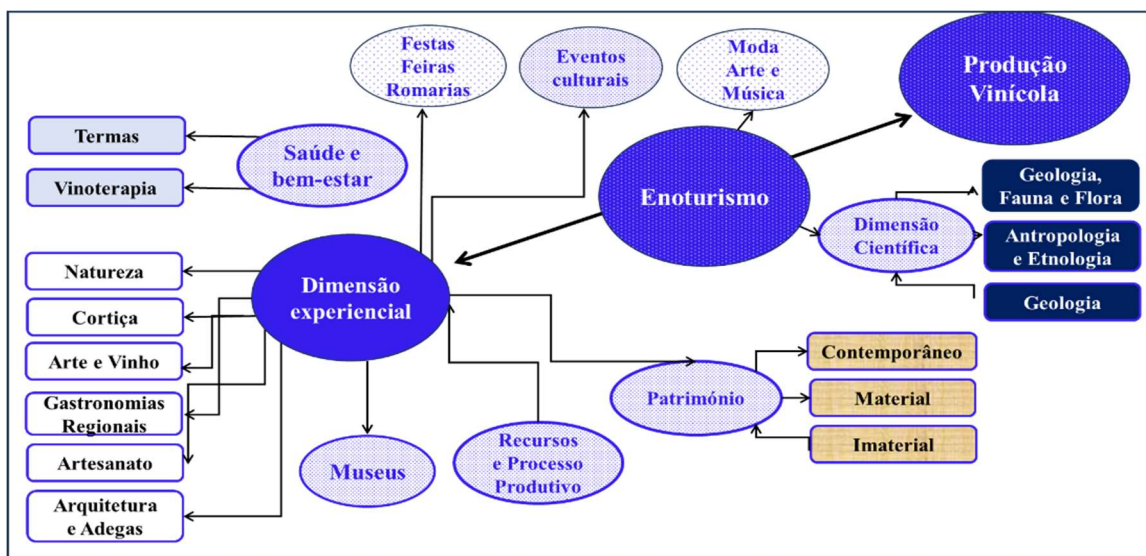 Festas
Feiras
Romarias
Eventos
culturais
Moda
Arte e
Música
Produção
Vinícola
Termas
Vinoterapia
Saúde e
bem-estar
Enoturismo
Dimensão
Científica
Geologia,
Fauna e Flora
Antropologia
e Etnologia
Geologia
Natureza
Cortiça
Arte e Vinho
Gastronomias
Regionais
Artesanato
Arquitetura
e Adegas
Dimensão
experiencial
Museus
Recursos
e Processo
Produtivo
Património
Contemporâneo
Material
Imaterial